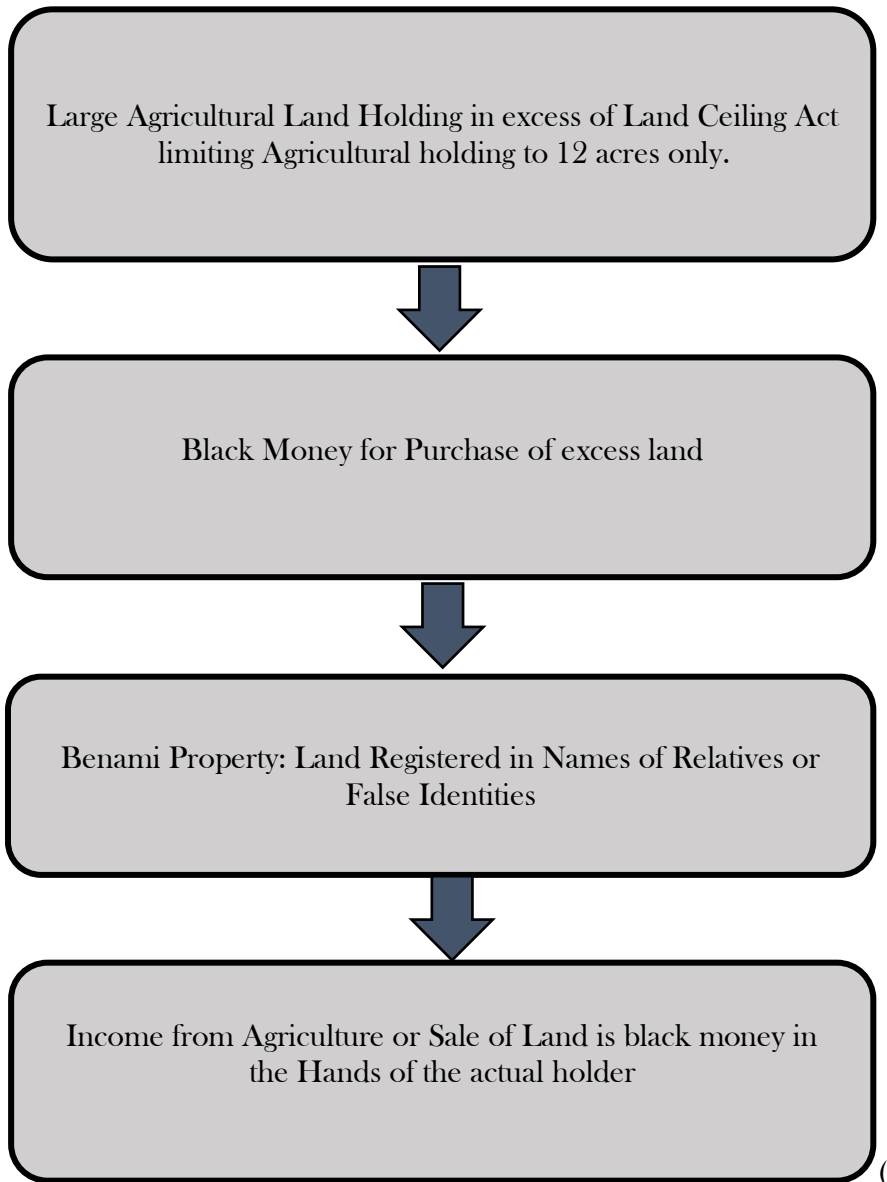 Large Agricultural Land Holding in excess of Land Ceiling Act
limiting Agricultural holding to 12 acres only.
Black Money for Purchase of excess land
Benami Property: Land Registered in Names of Relatives or
False Identities
Income from Agriculture or Sale of Land is black money in
the Hands of the actual holder
(